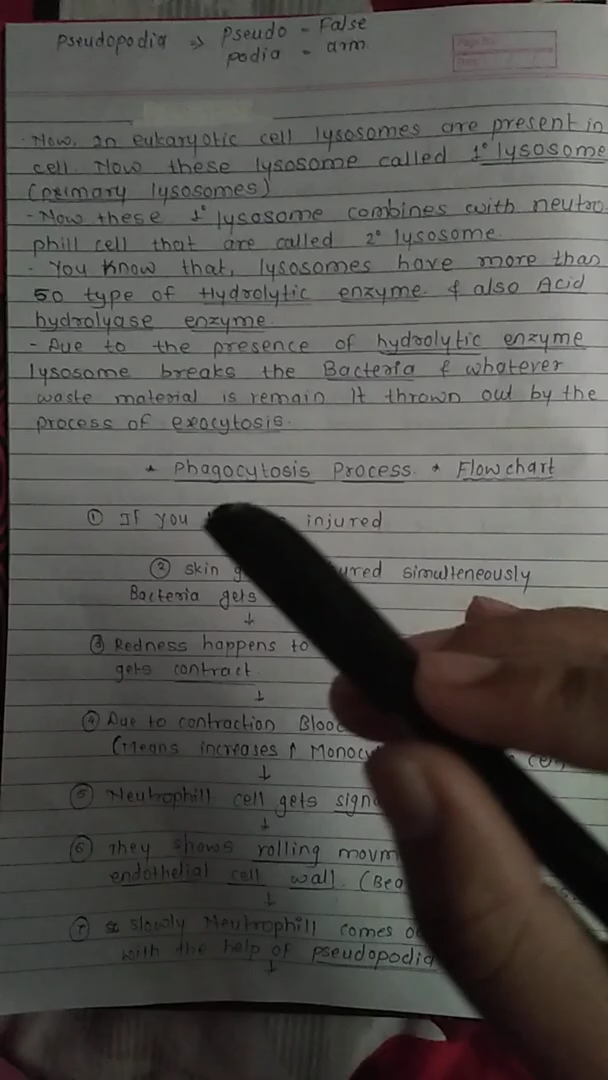 Pseudopodia => Pseudo - False
podia - arm
Page No.
Date
- Now, In eukaryotic cell lysosomes are present in
cell. Now these lysosome called 1° lysosome
(primary lysosomes)
- Now these 1° lysosome combines with neutro
phill cell that are called 2° lysosome.
- You know that, lysosomes have more than
50 type of Hydrolytic enzyme & also Acid
hydrolyase enzyme.
- Due to the presence of hydrolytic enzyme
lysosome breaks the Bacteria & whatever
waste material is remain It thrown out by the
process of exocytosis.
* Phagocytosis Process * Flowchart
① If you injured
② skin simulteneously
Bacteria gets
↓
③ Redness happens to
gets contract.
↓
④ Due to contraction
(Means increases ↑
↓
⑤ Neutrophill cell gets
↓
⑥ They shows rolling
endothelial cell wall.
↓
⑦ slowly Neutrophill comes
with the help of pseudopodia
↓